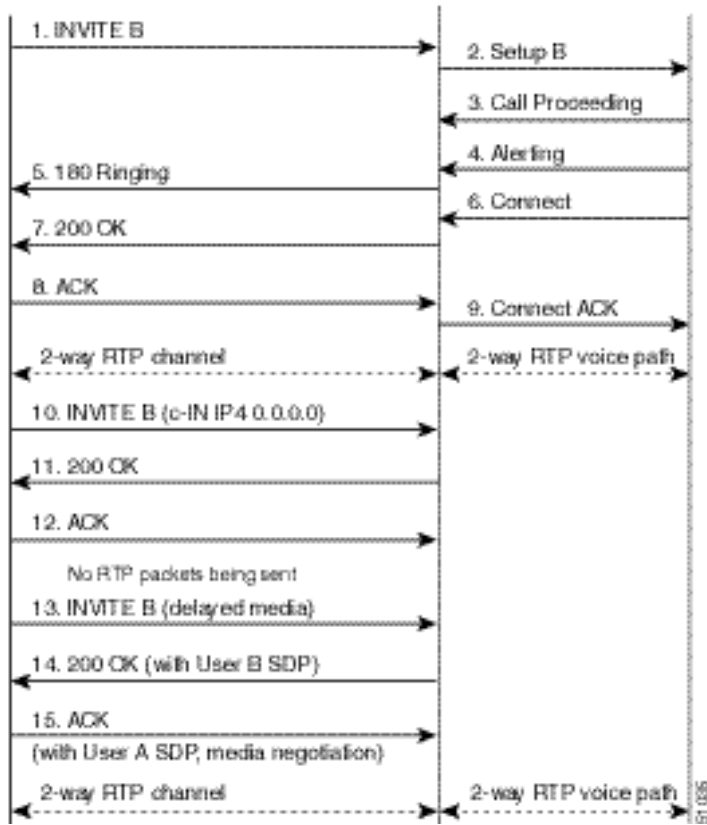 1. INVITE B
2. Setup B
3. Call Proceeding
4. Alerting
5. 180 Ringing
6. Connect
7. 200 OK
8. ACK
9. Connect ACK
2-way RTP channel
2-way RTP voice path
10. INVITE B (c-IN IP4 0.0.0.0)
11. 200 OK
12. ACK
No RTP packets being sent
13. INVITE B (delayed media)
14. 200 OK (with User B SDP)
15. ACK
(with User A SDP, media negotiation)
2-way RTP channel
2-way RTP voice path